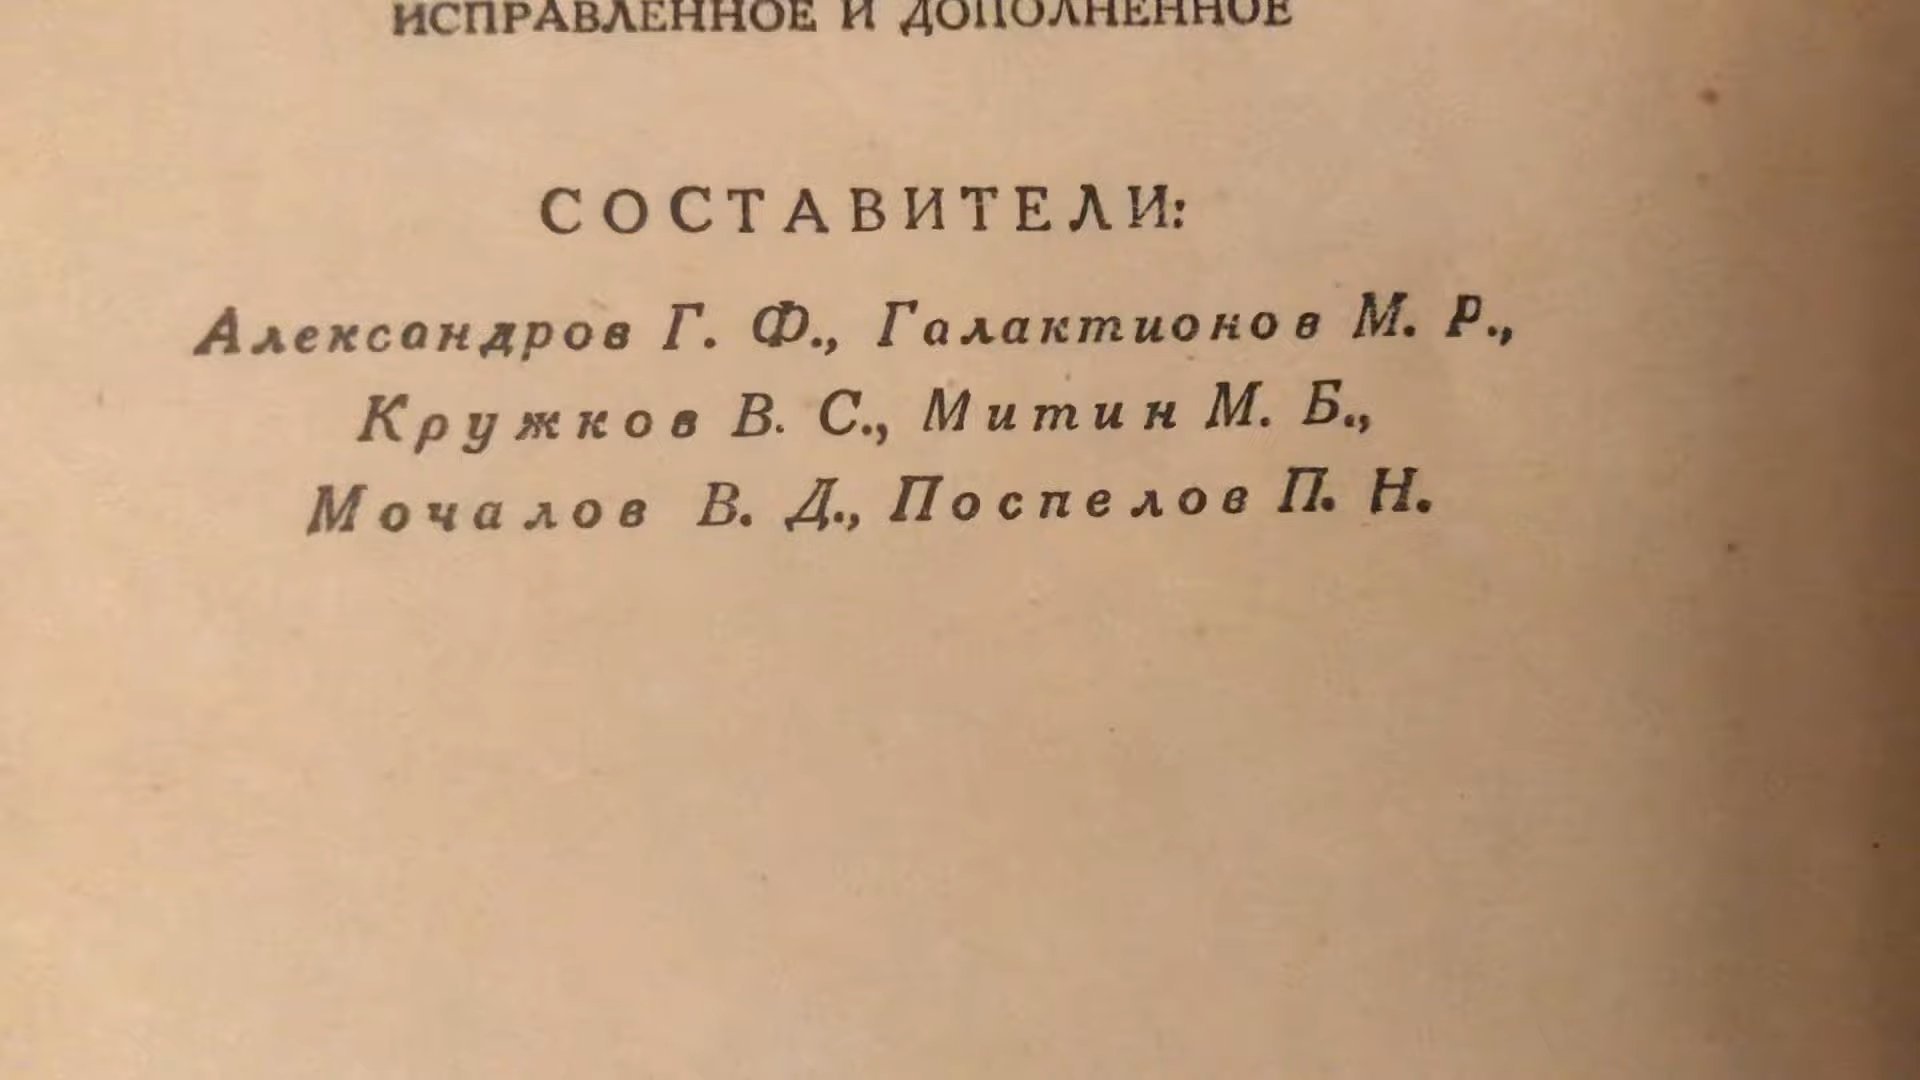 ИСПРАВЛЕННОЕ И ДОПОЛНЕННОЕ
СОСТАВИТЕЛИ:
Александров Г. Ф., Галактионов М. Р.,
Кружков В. С., Митин М. Б.,
Мочалов В. Д., Поспелов П. Н.